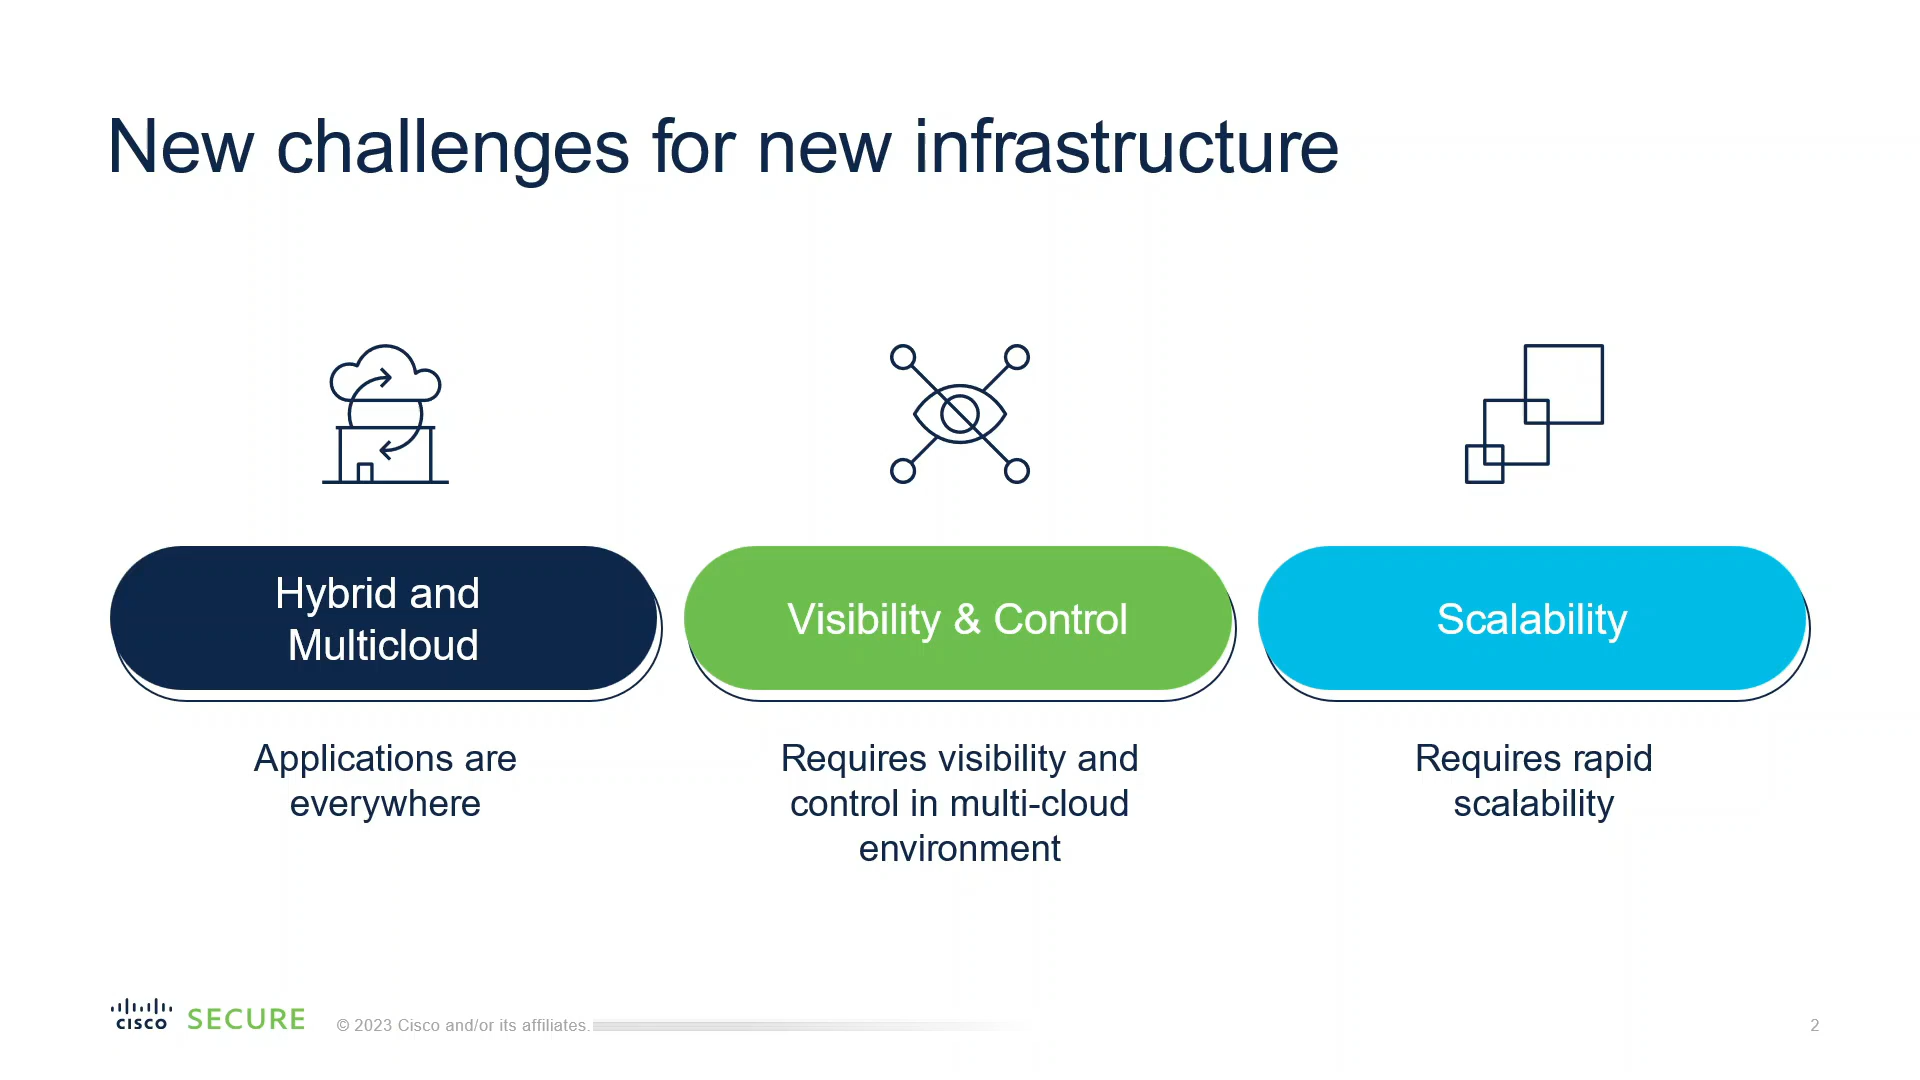 New challenges for new infrastructure
Hybrid and
Multicloud
Visibility & Control
Scalability
Applications are
everywhere
Requires visibility and
control in multi-cloud
environment
Requires rapid
scalability
CISCO SECURE
© 2023 Cisco and/or its affiliates.
2